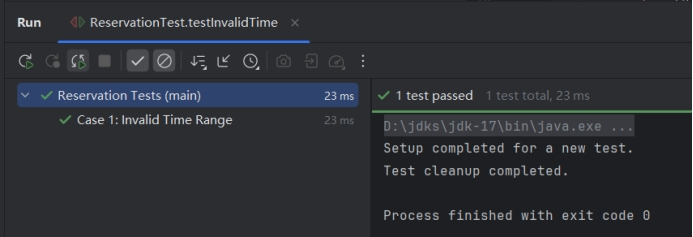 Run ReservationTest.testInvalidTime
Reservation Tests (main) 23 ms
Case 1: Invalid Time Range 23 ms
1 test passed 1 test total, 23 ms
D:\jdks\jdk-17\bin\java.exe ...
Setup completed for a new test.
Test cleanup completed.
Process finished with exit code 0